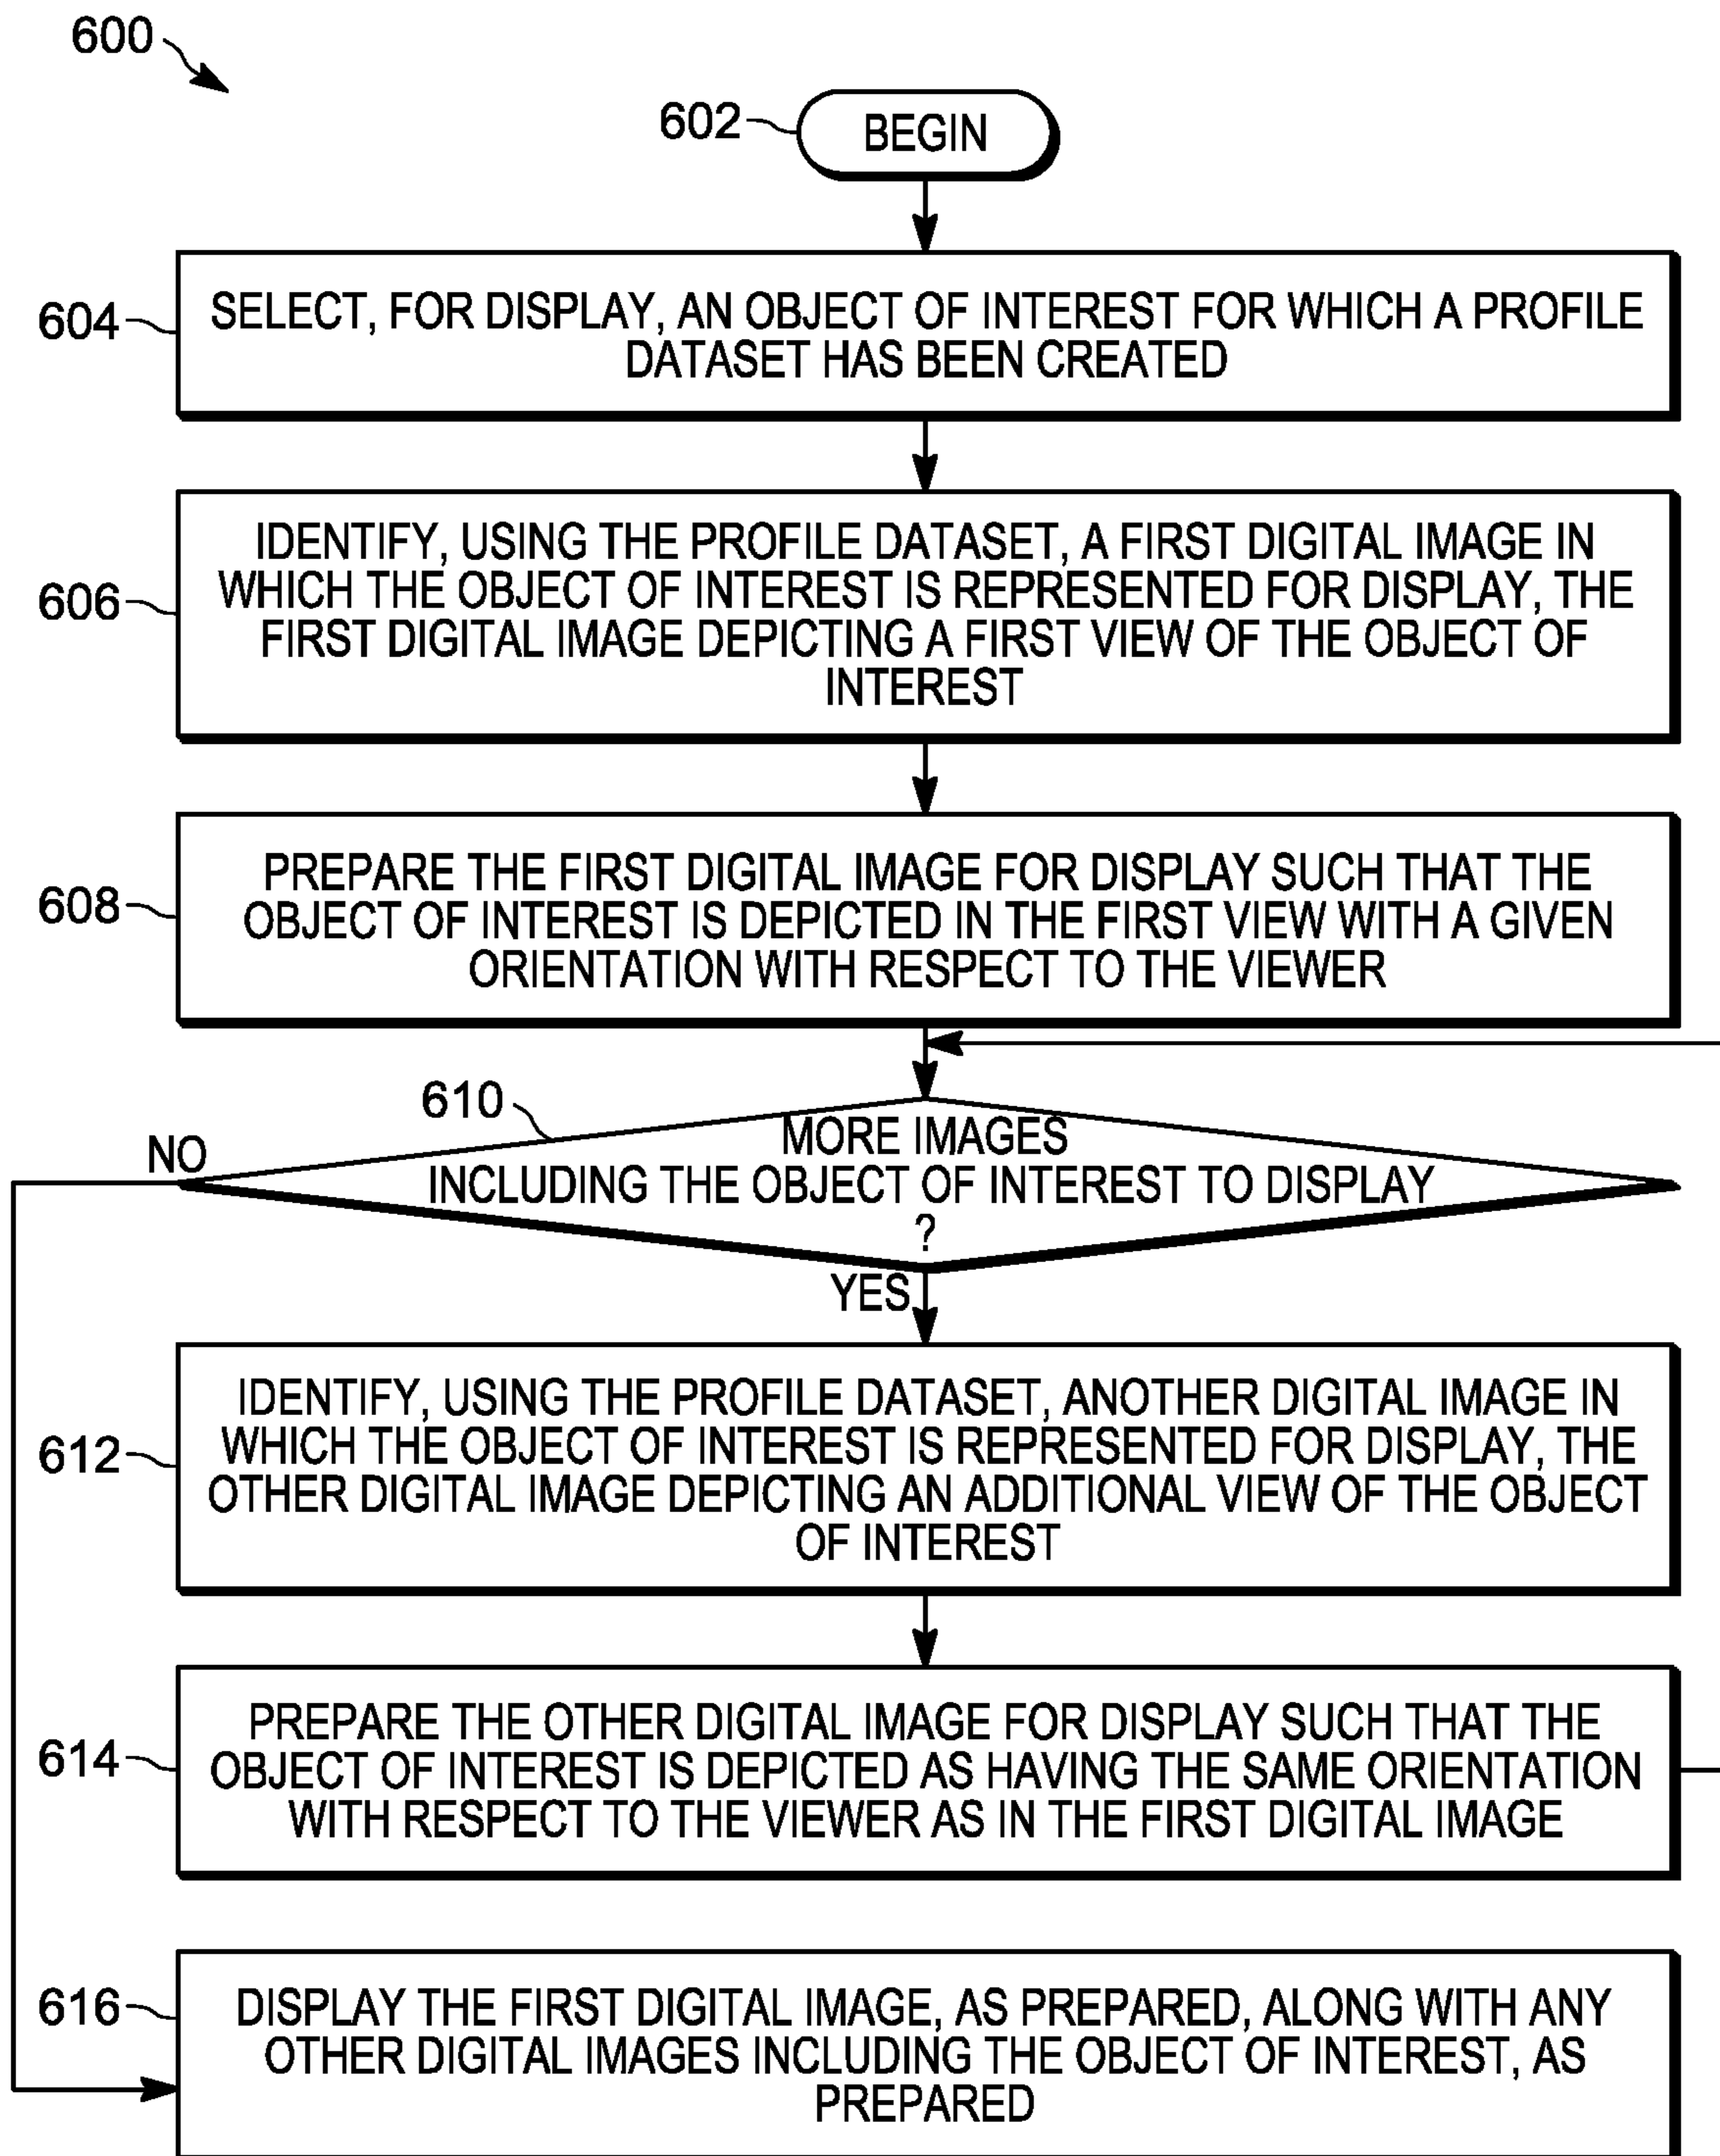 600
602
BEGIN
604
SELECT, FOR DISPLAY, AN OBJECT OF INTEREST FOR WHICH A PROFILE
DATASET HAS BEEN CREATED
606
IDENTIFY, USING THE PROFILE DATASET, A FIRST DIGITAL IMAGE IN
WHICH THE OBJECT OF INTEREST IS REPRESENTED FOR DISPLAY, THE
FIRST DIGITAL IMAGE DEPICTING A FIRST VIEW OF THE OBJECT OF
INTEREST
608
PREPARE THE FIRST DIGITAL IMAGE FOR DISPLAY SUCH THAT THE
OBJECT OF INTEREST IS DEPICTED IN THE FIRST VIEW WITH A GIVEN
ORIENTATION WITH RESPECT TO THE VIEWER
610
MORE IMAGES
INCLUDING THE OBJECT OF INTEREST TO DISPLAY
?
NO
YES
612
IDENTIFY, USING THE PROFILE DATASET, ANOTHER DIGITAL IMAGE IN
WHICH THE OBJECT OF INTEREST IS REPRESENTED FOR DISPLAY, THE
OTHER DIGITAL IMAGE DEPICTING AN ADDITIONAL VIEW OF THE OBJECT
OF INTEREST
614
PREPARE THE OTHER DIGITAL IMAGE FOR DISPLAY SUCH THAT THE
OBJECT OF INTEREST IS DEPICTED AS HAVING THE SAME ORIENTATION
WITH RESPECT TO THE VIEWER AS IN THE FIRST DIGITAL IMAGE
616
DISPLAY THE FIRST DIGITAL IMAGE, AS PREPARED, ALONG WITH ANY
OTHER DIGITAL IMAGES INCLUDING THE OBJECT OF INTEREST, AS
PREPARED